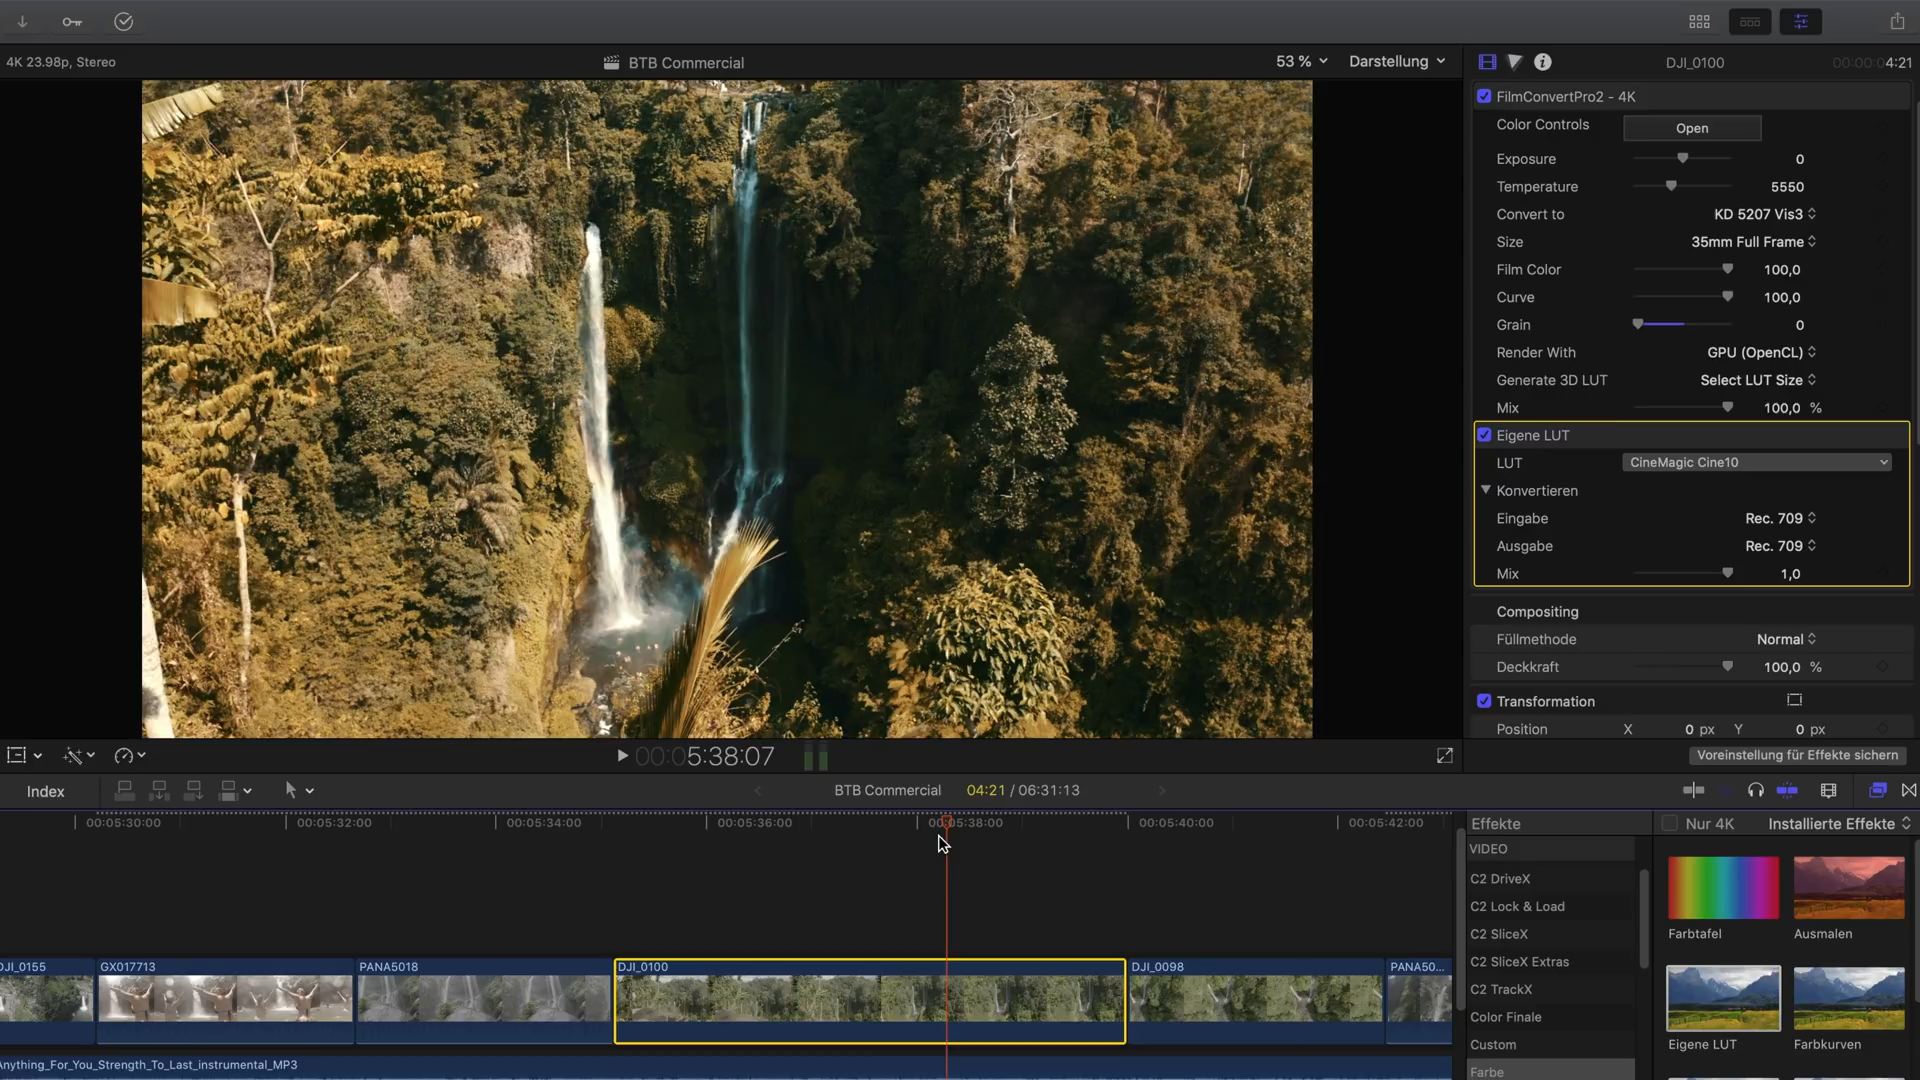 4K 23.98p, Stereo
BTB Commercial
53 %
Darstellung
DJI_0100
00:00:04:21
FilmConvertPro2 - 4K
Color Controls
Open
Exposure
0
Temperature
5550
Convert to
KD 5207 Vis3
Size
35mm Full Frame
Film Color
100,0
Curve
100,0
Grain
0
Render With
GPU (OpenCL)
Generate 3D LUT
Select LUT Size
Mix
100,0 %
Eigene LUT
LUT
CineMagic Cine10
Konvertieren
Eingabe
Rec. 709
Ausgabe
Rec. 709
Mix
1,0
Compositing
Füllmethode
Normal
Deckkraft
100,0 %
Transformation
Position
X
0 px
Y
0 px
00:05:38:07
Voreinstellung für Effekte sichern
Index
BTB Commercial
04:21 / 06:31:13
00:05:30:00
00:05:32:00
00:05:34:00
00:05:36:00
00:05:38:00
00:05:40:00
00:05:42:00
Effekte
Nur 4K
Installierte Effekte
VIDEO
C2 DriveX
C2 Lock & Load
C2 SliceX
C2 SliceX Extras
C2 TrackX
Color Finale
Custom
Farbe
Farbtafel
Ausmalen
Eigene LUT
Farbkurven
DJI_0155
GX017713
PANA5018
DJI_0100
DJI_0098
PANA50...
Anything_For_You_Strength_To_Last_instrumental_MP3